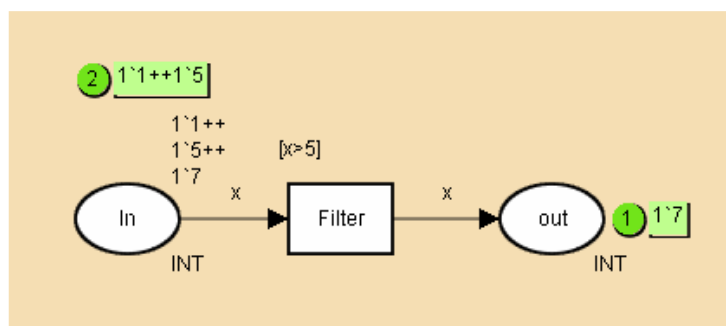 2 1`1++1`5
1`1++
1`5++
1`7
[x>5]
x
x
In
Filter
out
1 1`7
INT
INT